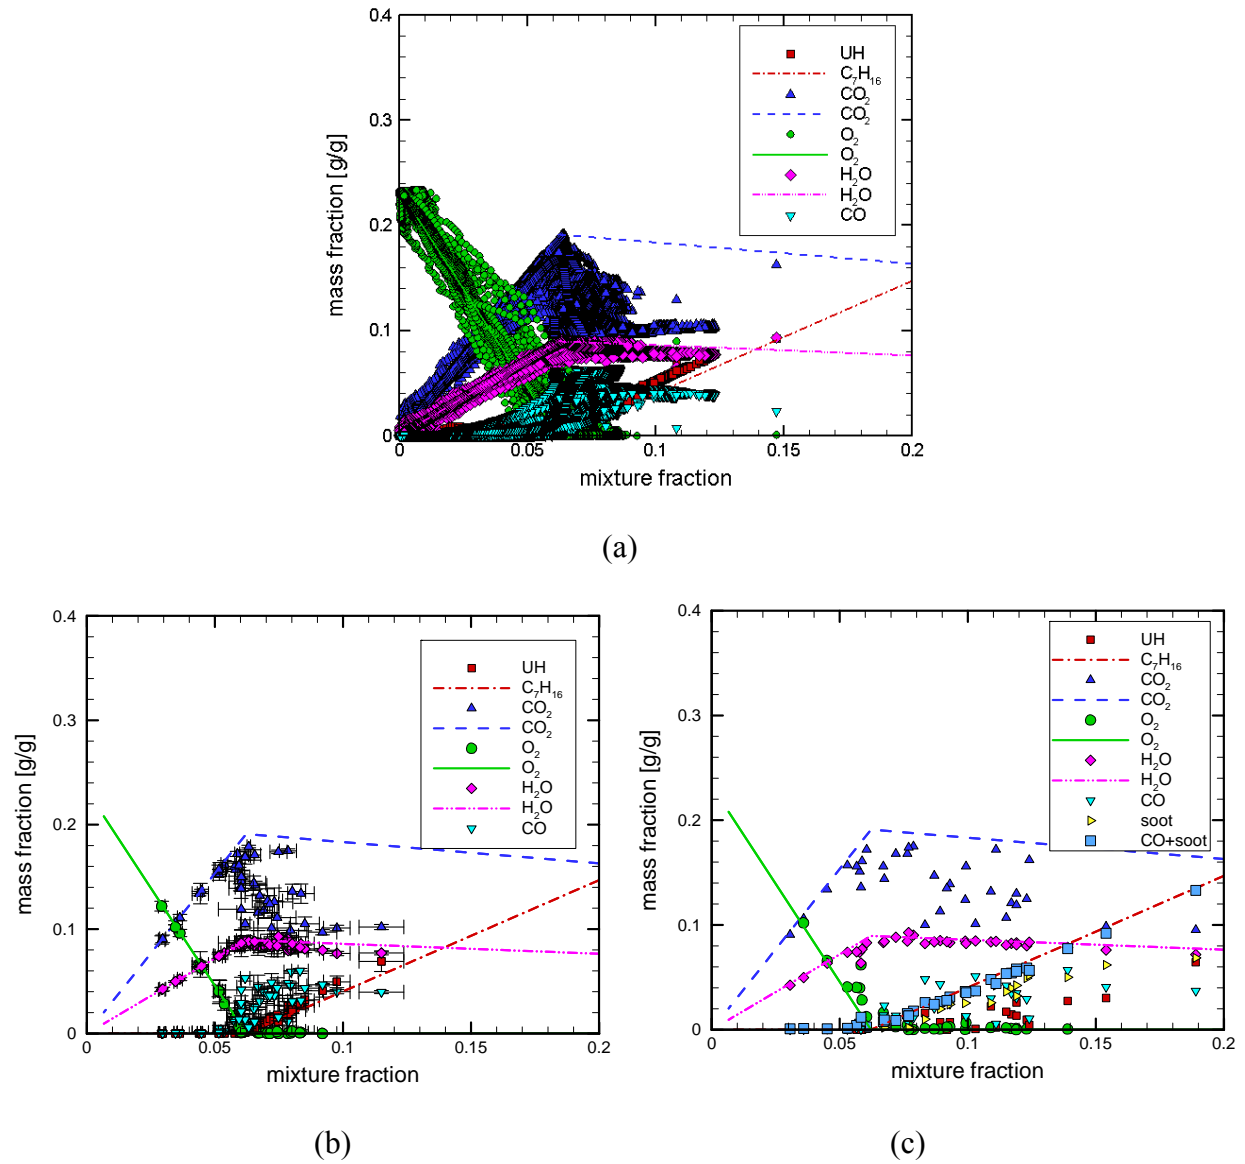 0.4
0.3
0.2
0.1
0
mass fraction [g/g]
UH
C₇H₁₆
CO₂
CO₂
O₂
O₂
H₂O
H₂O
CO
0 0.05 0.1 0.15 0.2
mixture fraction
(a)
0.4
0.3
0.2
0.1
0
mass fraction [g/g]
UH
C₇H₁₆
CO₂
CO₂
O₂
O₂
H₂O
H₂O
CO
0 0.05 0.1 0.15 0.2
mixture fraction
(b)
0.4
0.3
0.2
0.1
0
mass fraction [g/g]
UH
C₇H₁₆
CO₂
CO₂
O₂
O₂
H₂O
H₂O
CO
soot
CO+soot
0 0.05 0.1 0.15 0.2
mixture fraction
(c)